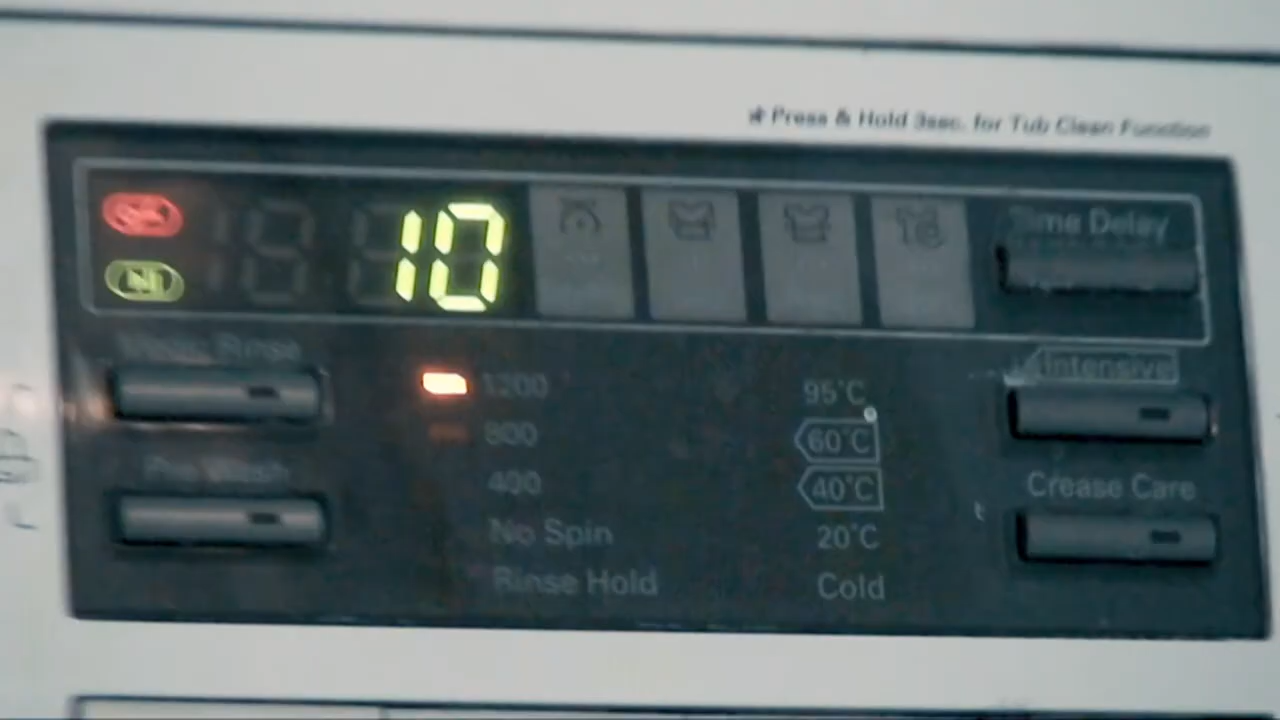 * Press & Hold 3sec. for Tub Clean Function
10
Time Delay
Rinse
1200
95°C
Intensive
800
60°C
Pre Wash
400
40°C
Crease Care
No Spin
20°C
Rinse Hold
Cold